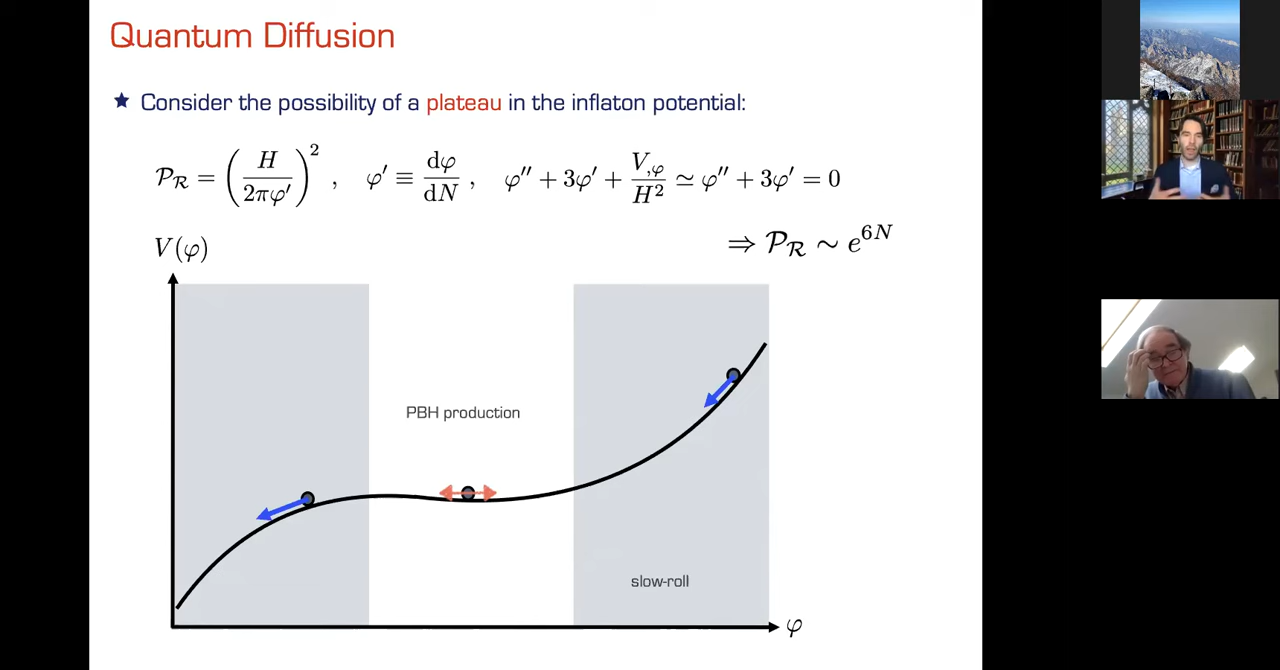 Quantum Diffusion
★ Consider the possibility of a plateau in the inflaton potential:
𝒫_ℛ = (H / 2πφ′)² , φ′ ≡ dφ/dN , φ″ + 3φ′ + V,φ/H² ≃ φ″ + 3φ′ = 0
⇒ 𝒫_ℛ ∼ e^{6N}
V(φ)
PBH production
slow-roll
φ